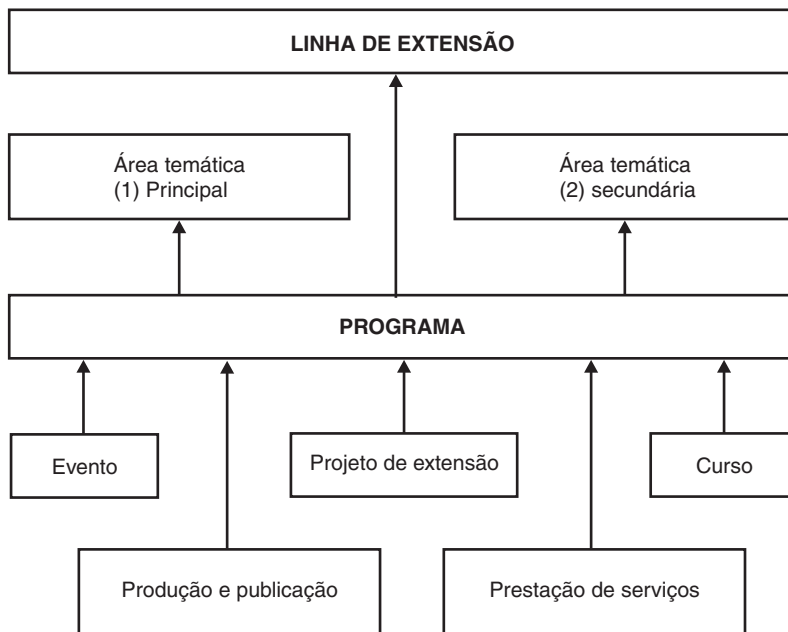 LINHA DE EXTENSÃO
Área temática
(1) Principal
Área temática
(2) secundária
PROGRAMA
Evento
Projeto de extensão
Curso
Produção e publicação
Prestação de serviços